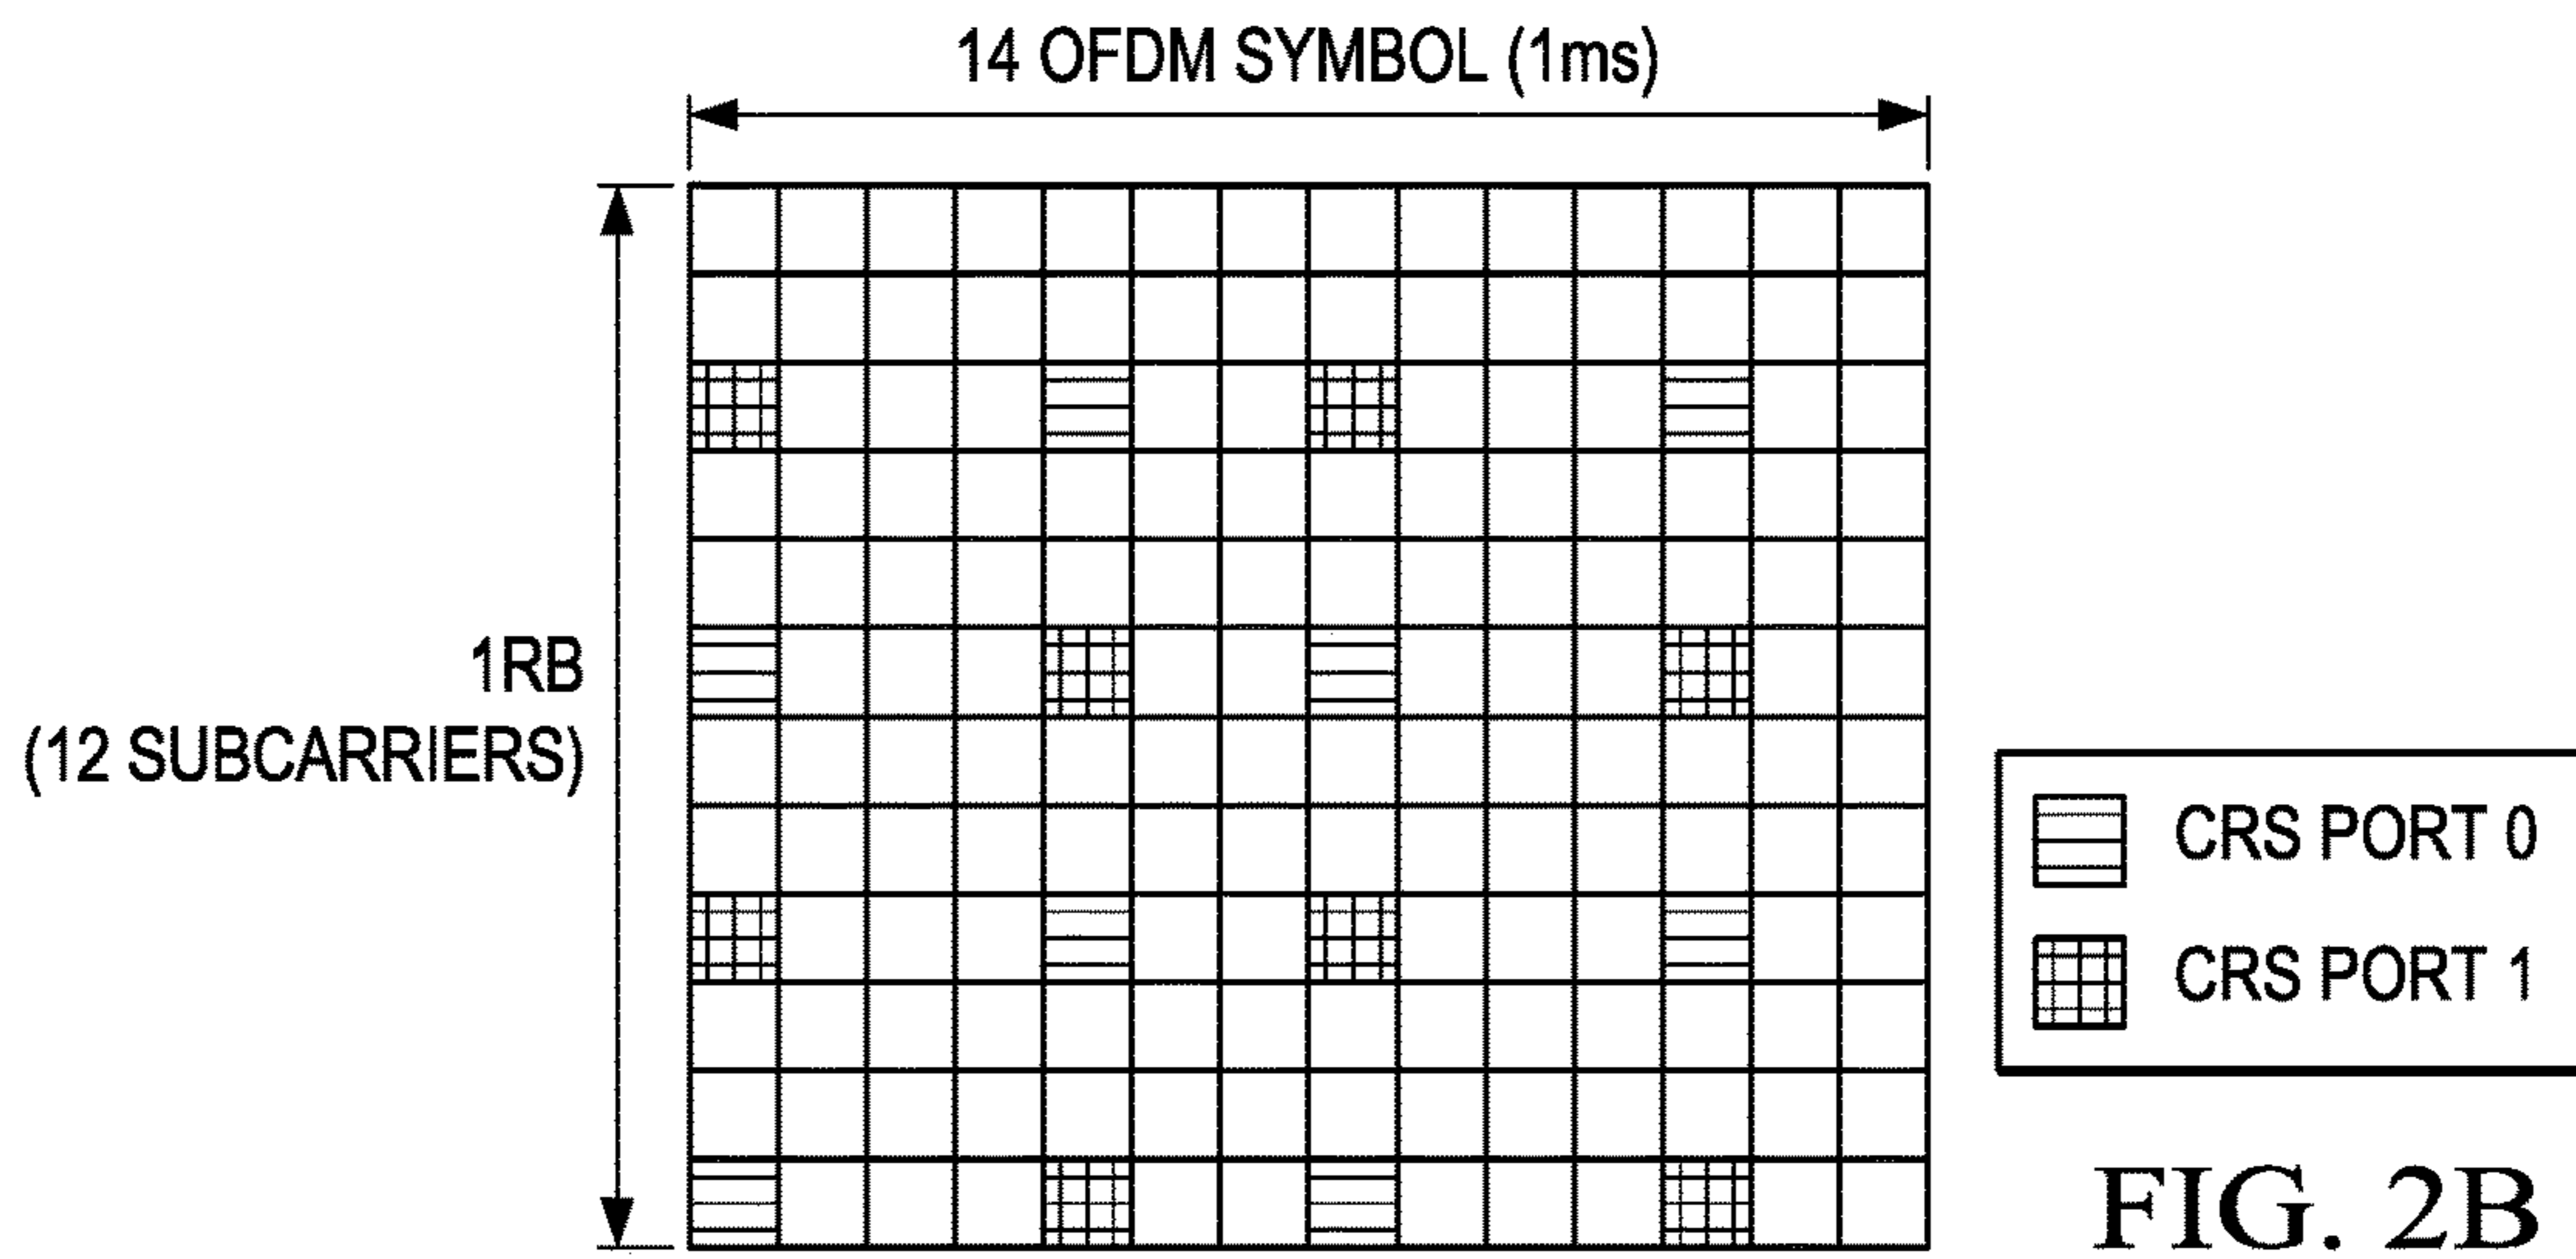 14 OFDM SYMBOL (1ms)
1RB
(12 SUBCARRIERS)
CRS PORT 0
CRS PORT 1
FIG. 2B